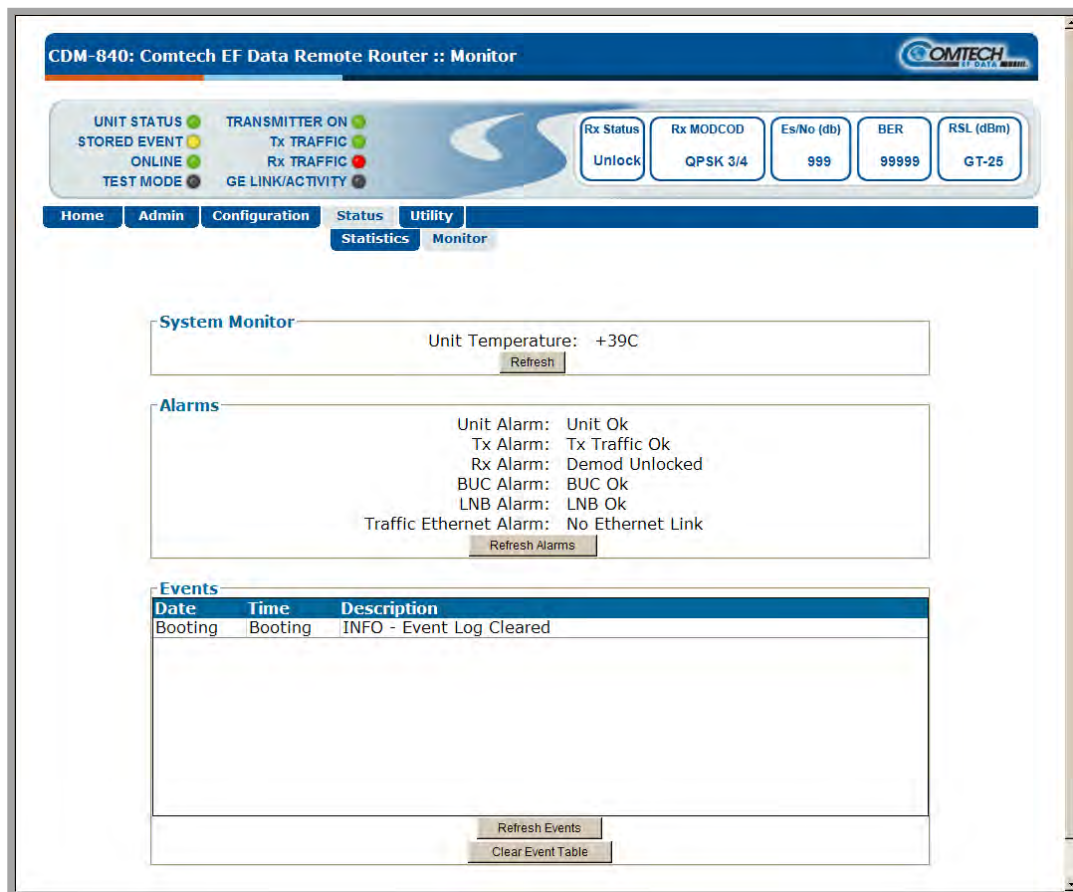 CDM-840: Comtech EF Data Remote Router :: Monitor
COMTECH
EF DATA
UNIT STATUS TRANSMITTER ON
STORED EVENT Tx TRAFFIC
ONLINE Rx TRAFFIC
TEST MODE GE LINK/ACTIVITY
Rx Status Rx MODCOD Es/No (db) BER RSL (dBm)
Unlock QPSK 3/4 999 99999 GT-25
Home Admin Configuration Status Utility
Statistics Monitor
System Monitor
Unit Temperature: +39C
Refresh
Alarms
Unit Alarm: Unit Ok
Tx Alarm: Tx Traffic Ok
Rx Alarm: Demod Unlocked
BUC Alarm: BUC Ok
LNB Alarm: LNB Ok
Traffic Ethernet Alarm: No Ethernet Link
Refresh Alarms
Events
Date Time Description
Booting Booting INFO - Event Log Cleared
Refresh Events
Clear Event Table